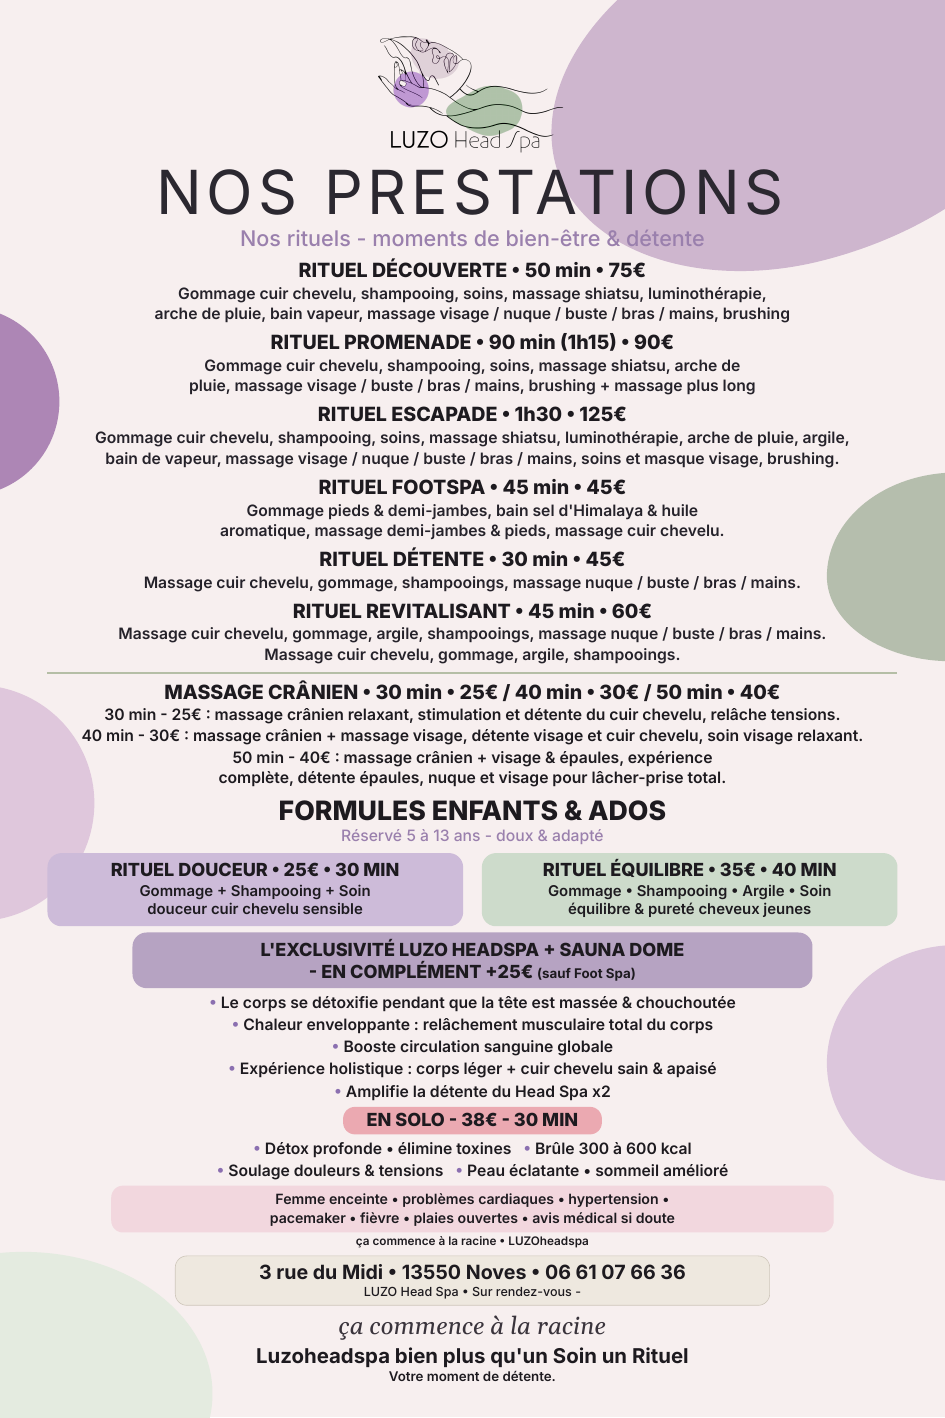 LUZO Head Spa
NOS PRESTATIONS
Nos rituels - moments de bien-être & détente
RITUEL DÉCOUVERTE • 50 min • 75€
Gommage cuir chevelu, shampooing, soins, massage shiatsu, luminothérapie,
arche de pluie, bain vapeur, massage visage / nuque / buste / bras / mains, brushing
RITUEL PROMENADE • 90 min (1h15) • 90€
Gommage cuir chevelu, shampooing, soins, massage shiatsu, arche de
pluie, massage visage / buste / bras / mains, brushing + massage plus long
RITUEL ESCAPADE • 1h30 • 125€
Gommage cuir chevelu, shampooing, soins, massage shiatsu, luminothérapie, arche de pluie, argile,
bain de vapeur, massage visage / nuque / buste / bras / mains, soins et masque visage, brushing.
RITUEL FOOTSPA • 45 min • 45€
Gommage pieds & demi-jambes, bain sel d'Himalaya & huile
aromatique, massage demi-jambes & pieds, massage cuir chevelu.
RITUEL DÉTENTE • 30 min • 45€
Massage cuir chevelu, gommage, shampooings, massage nuque / buste / bras / mains.
RITUEL REVITALISANT • 45 min • 60€
Massage cuir chevelu, gommage, argile, shampooings, massage nuque / buste / bras / mains.
Massage cuir chevelu, gommage, argile, shampooings.
MASSAGE CRÂNIEN • 30 min • 25€ / 40 min • 30€ / 50 min • 40€
30 min - 25€ : massage crânien relaxant, stimulation et détente du cuir chevelu, relâche tensions.
40 min - 30€ : massage crânien + massage visage, détente visage et cuir chevelu, soin visage relaxant.
50 min - 40€ : massage crânien + visage & épaules, expérience
complète, détente épaules, nuque et visage pour lâcher-prise total.
FORMULES ENFANTS & ADOS
Réservé 5 à 13 ans - doux & adapté
RITUEL DOUCEUR • 25€ • 30 MIN
Gommage + Shampooing + Soin
douceur cuir chevelu sensible
RITUEL ÉQUILIBRE • 35€ • 40 MIN
Gommage • Shampooing • Argile • Soin
équilibre & pureté cheveux jeunes
L'EXCLUSIVITÉ LUZO HEADSPA + SAUNA DOME
- EN COMPLÉMENT +25€ (sauf Foot Spa)
• Le corps se détoxifie pendant que la tête est massée & chouchoutée
• Chaleur enveloppante : relâchement musculaire total du corps
• Booste circulation sanguine globale
• Expérience holistique : corps léger + cuir chevelu sain & apaisé
• Amplifie la détente du Head Spa x2
EN SOLO - 38€ - 30 MIN
• Détox profonde • élimine toxines • Brûle 300 à 600 kcal
• Soulage douleurs & tensions • Peau éclatante • sommeil amélioré
Femme enceinte • problèmes cardiaques • hypertension •
pacemaker • fièvre • plaies ouvertes • avis médical si doute
ça commence à la racine • LUZOheadspa
3 rue du Midi • 13550 Noves • 06 61 07 66 36
LUZO Head Spa • Sur rendez-vous -
ça commence à la racine
Luzoheadspa bien plus qu'un Soin un Rituel
Votre moment de détente.